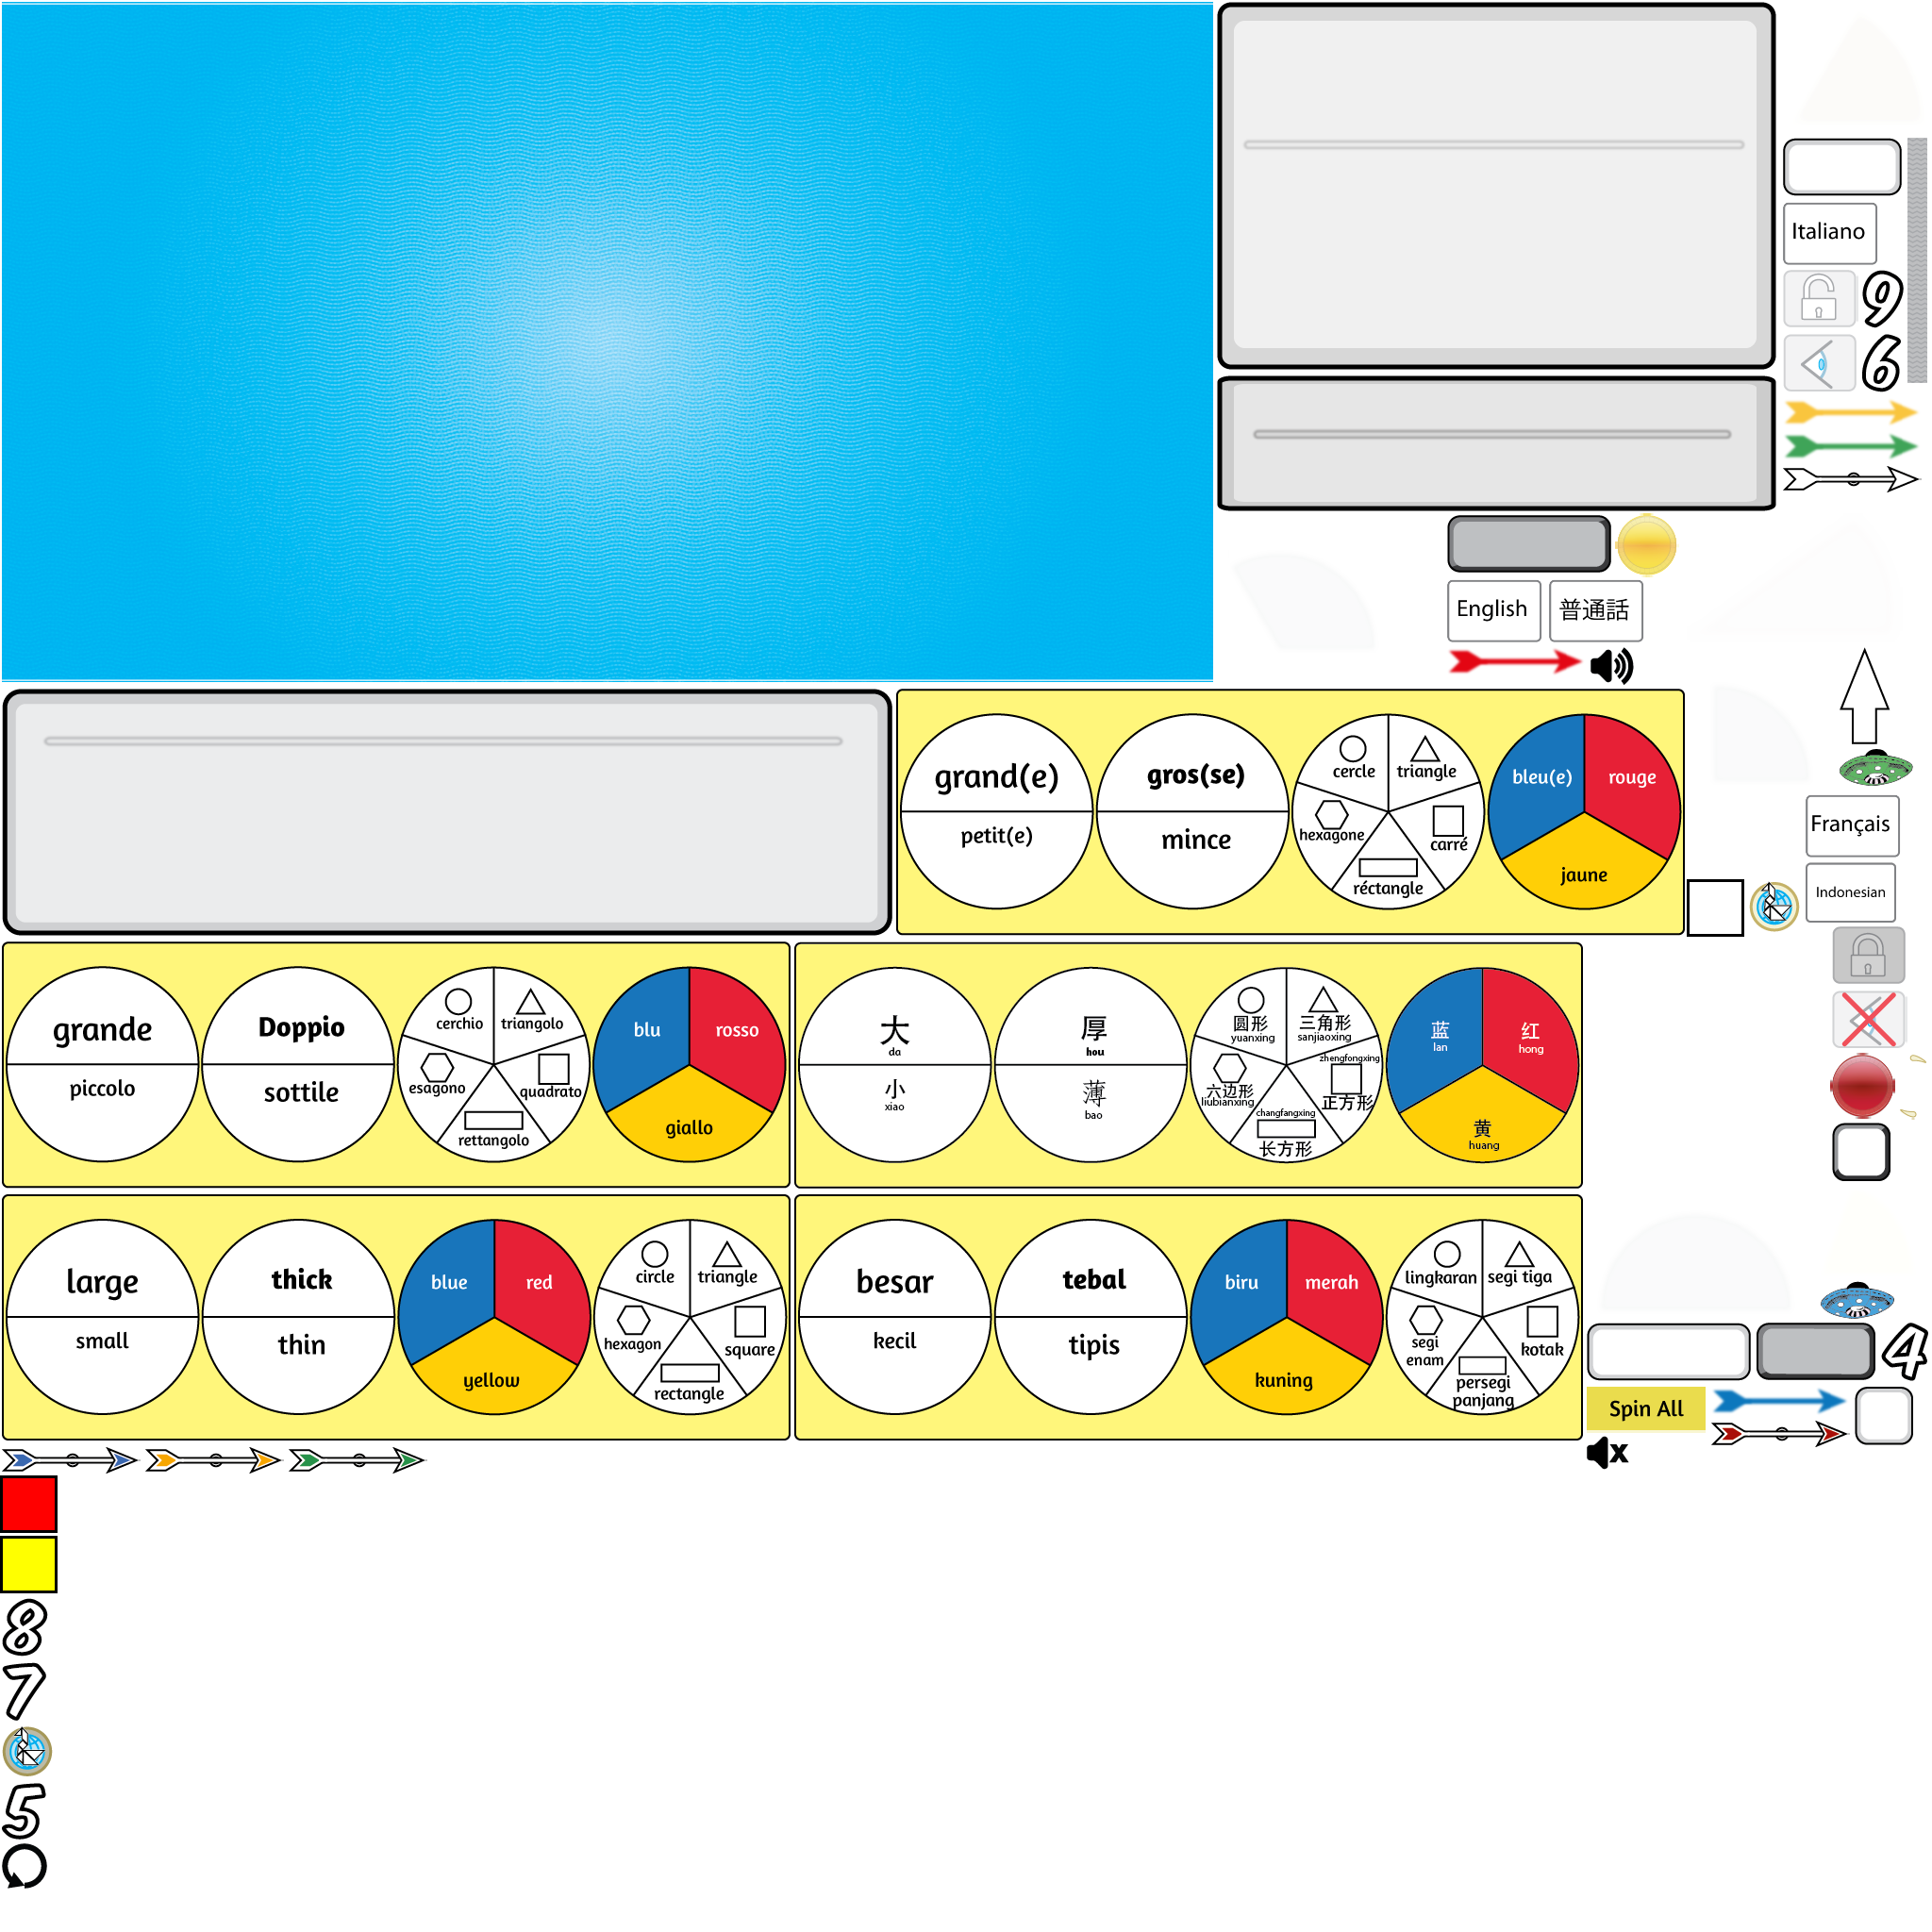 Italiano
9
6
English
普通話
grand(e)
petit(e)
gros(se)
mince
cercle
triangle
hexagone
carré
réctangle
bleu(e)
rouge
jaune
Français
Indonesian
grande
piccolo
Doppio
sottile
cerchio
triangolo
esagono
quadrato
rettangolo
blu
rosso
giallo
大
da
小
xiao
厚
hou
薄
bao
圆形
yuanxing
三角形
sanjiaoxing
zhengfongxing
正方形
六边形
liubianxing
changfangxing
长方形
蓝
lan
红
hong
黄
huang
large
small
thick
thin
blue
red
yellow
circle
triangle
hexagon
square
rectangle
besar
kecil
tebal
tipis
biru
merah
kuning
lingkaran
segi tiga
segi
enam
kotak
persegi
panjang
4
Spin All
8
7
5